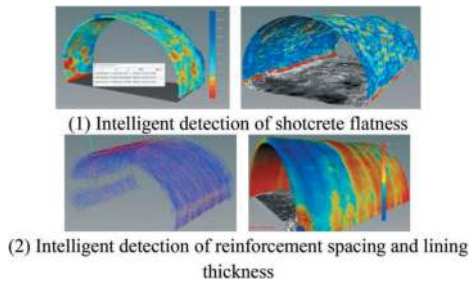 (1) Intelligent detection of shotcrete flatness
(2) Intelligent detection of reinforcement spacing and lining
thickness